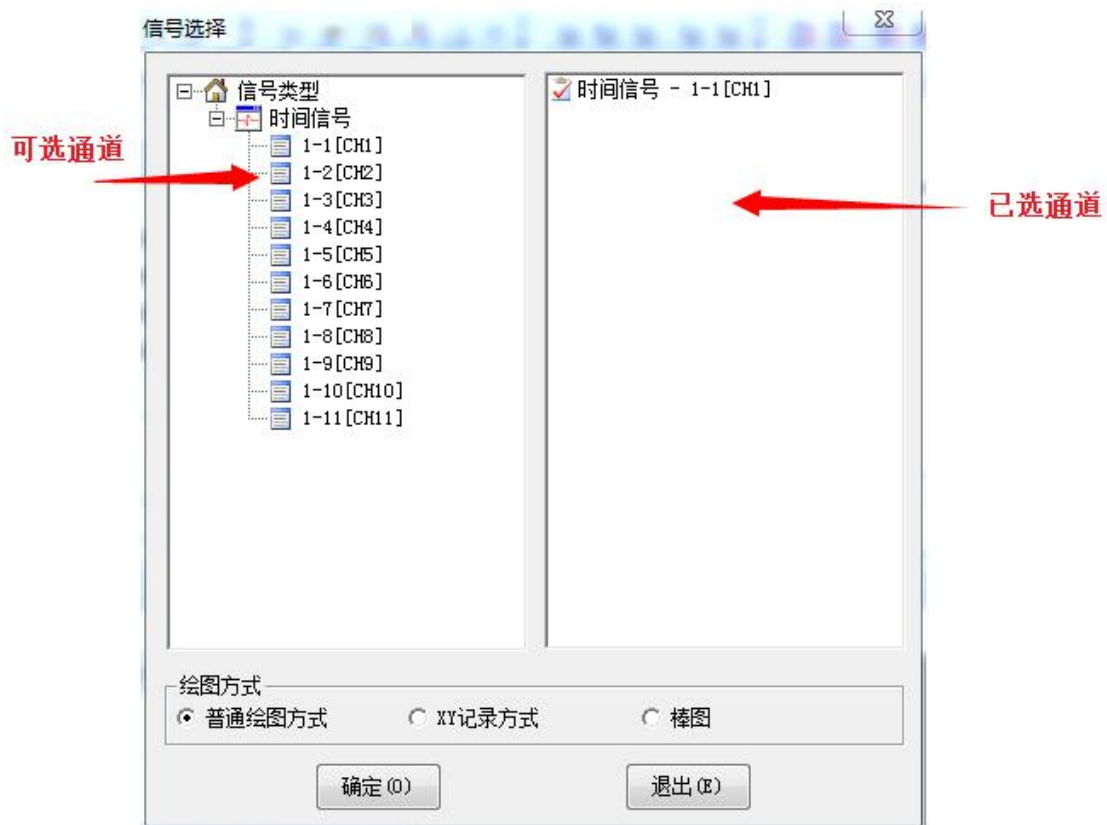 信号选择
信号类型
时间信号
1-1[CH1]
1-2[CH2]
1-3[CH3]
1-4[CH4]
1-5[CH5]
1-6[CH6]
1-7[CH7]
1-8[CH8]
1-9[CH9]
1-10[CH10]
1-11[CH11]
时间信号 - 1-1[CH1]
可选通道
已选通道
绘图方式
普通绘图方式 XY记录方式 棒图
确定(O) 退出(E)